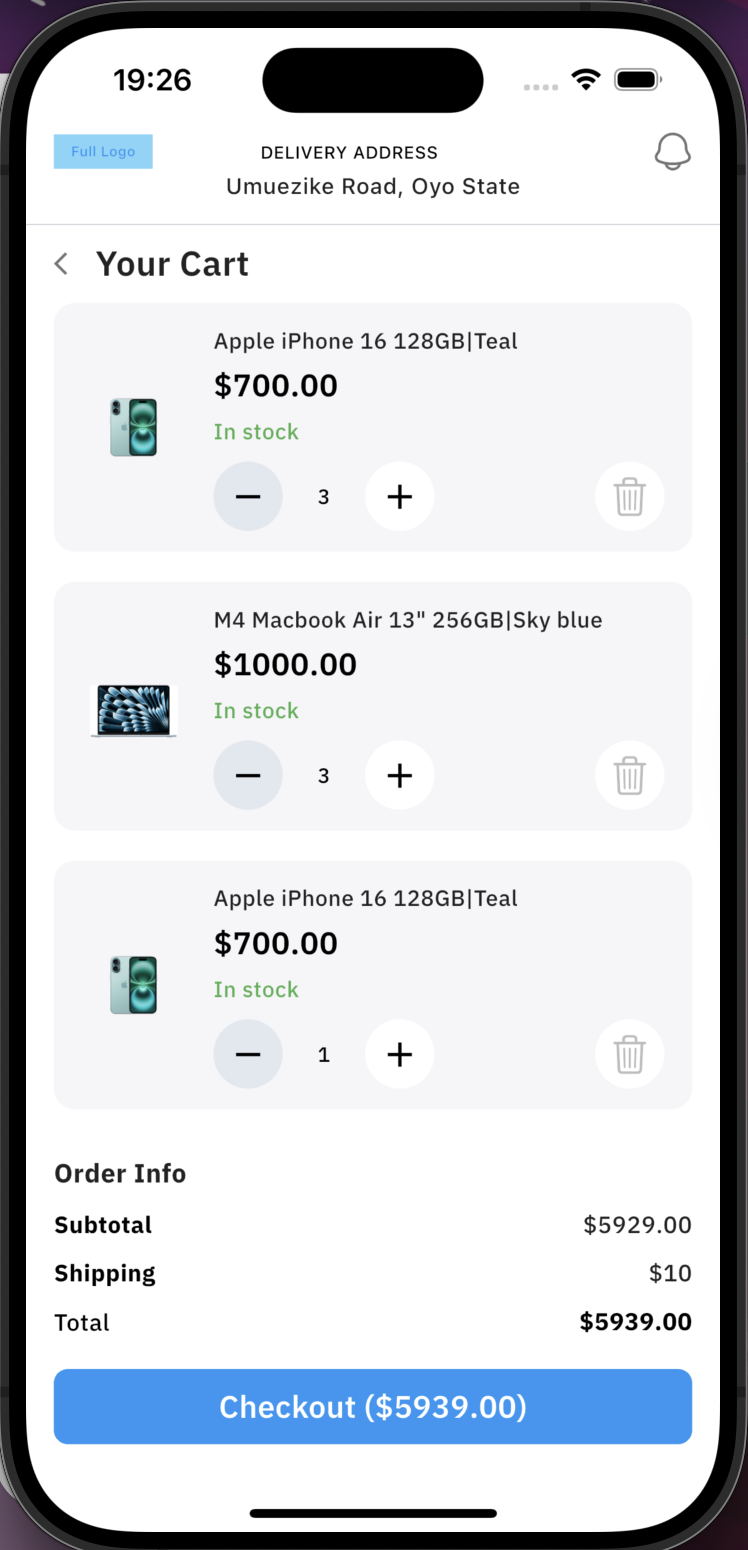 19:26
Full Logo
DELIVERY ADDRESS
Umuezike Road, Oyo State
Your Cart
Apple iPhone 16 128GB|Teal
$700.00
In stock
3
M4 Macbook Air 13" 256GB|Sky blue
$1000.00
In stock
3
Apple iPhone 16 128GB|Teal
$700.00
In stock
1
Order Info
Subtotal $5929.00
Shipping $10
Total $5939.00
Checkout ($5939.00)